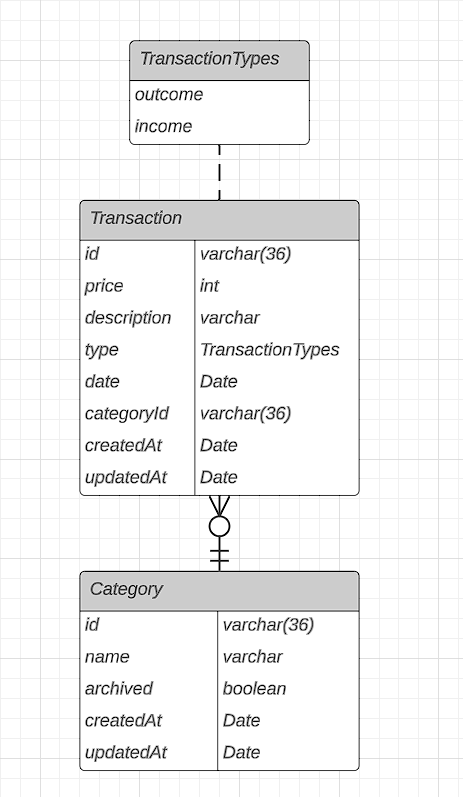 TransactionTypes
outcome
income
Transaction
id varchar(36)
price int
description varchar
type TransactionTypes
date Date
categoryId varchar(36)
createdAt Date
updatedAt Date
Category
id varchar(36)
name varchar
archived boolean
createdAt Date
updatedAt Date